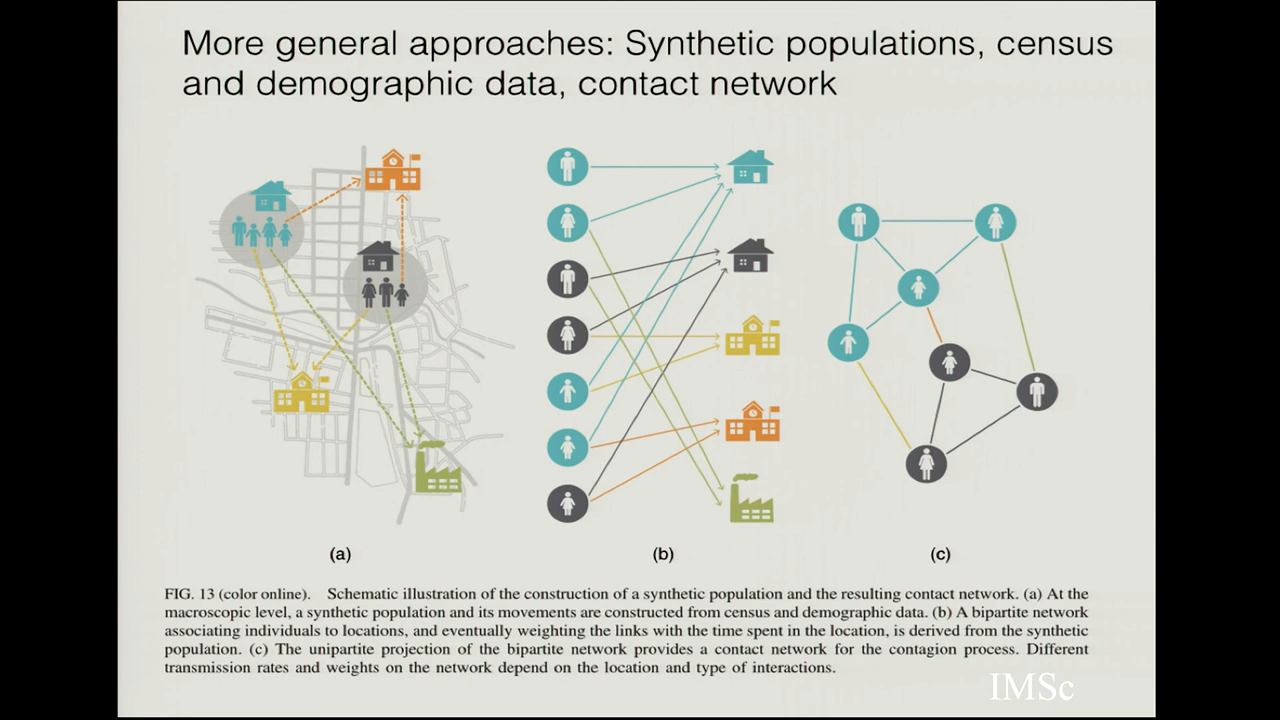 More general approaches: Synthetic populations, census
and demographic data, contact network
(a)
(b)
(c)
FIG. 13 (color online). Schematic illustration of the construction of a synthetic population and the resulting contact network. (a) At the
macroscopic level, a synthetic population and its movements are constructed from census and demographic data. (b) A bipartite network
associating individuals to locations, and eventually weighting the links with the time spent in the location, is derived from the synthetic
population. (c) The unipartite projection of the bipartite network provides a contact network for the contagion process. Different
transmission rates and weights on the network depend on the location and type of interactions.
IMSc